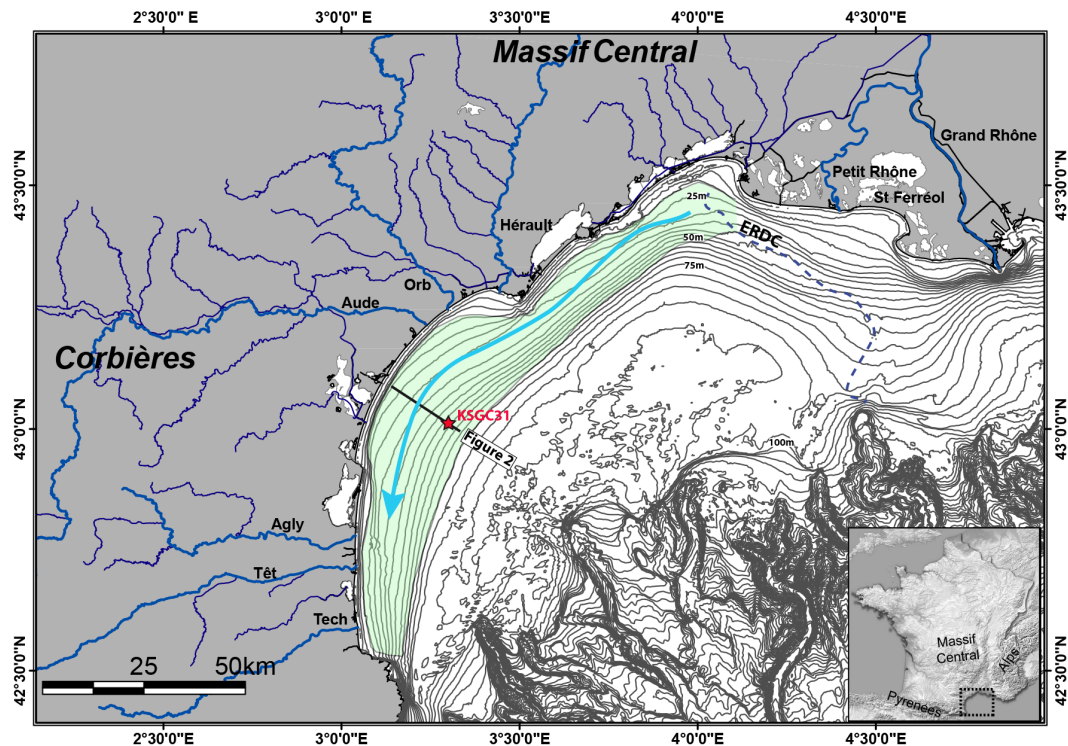 2°30'0"E 3°0'0"E 3°30'0"E 4°0'0"E 4°30'0"E
Massif Central
Grand Rhône
43°30'0"N
43°30'0"N
Petit Rhône
St Ferréol
25m
Hérault
ERDC
50m
75m
Orb
Aude
Corbières
KSGC31
43°0'0"N
43°0'0"N
Figure 2
100m
Agly
Têt
Tech
Massif
Central
Alps
Pyrenees
25 50km
42°30'0"N
42°30'0"N
2°30'0"E 3°0'0"E 3°30'0"E 4°0'0"E 4°30'0"E